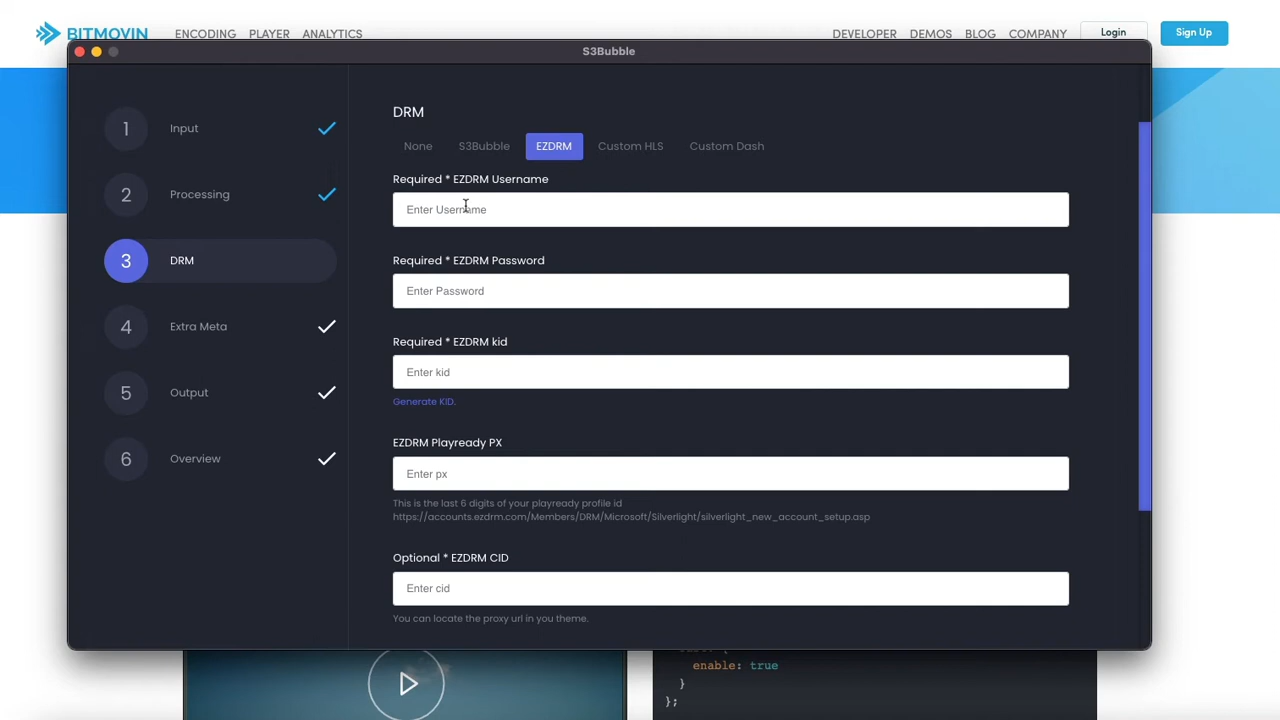 BITMOVIN
ENCODING PLAYER ANALYTICS
DEVELOPER DEMOS BLOG COMPANY Login Sign Up
S3Bubble
1 Input
2 Processing
3 DRM
4 Extra Meta
5 Output
6 Overview
DRM
None S3Bubble EZDRM Custom HLS Custom Dash
Required * EZDRM Username
Enter Username
Required * EZDRM Password
Enter Password
Required * EZDRM kid
Enter kid
Generate KID.
EZDRM Playready PX
Enter px
This is the last 6 digits of your playready profile id
https://accounts.ezdrm.com/Members/DRM/Microsoft/Silverlight/silverlight_new_account_setup.asp
Optional * EZDRM CID
Enter cid
You can locate the proxy url in you theme.
enable: true
}
};